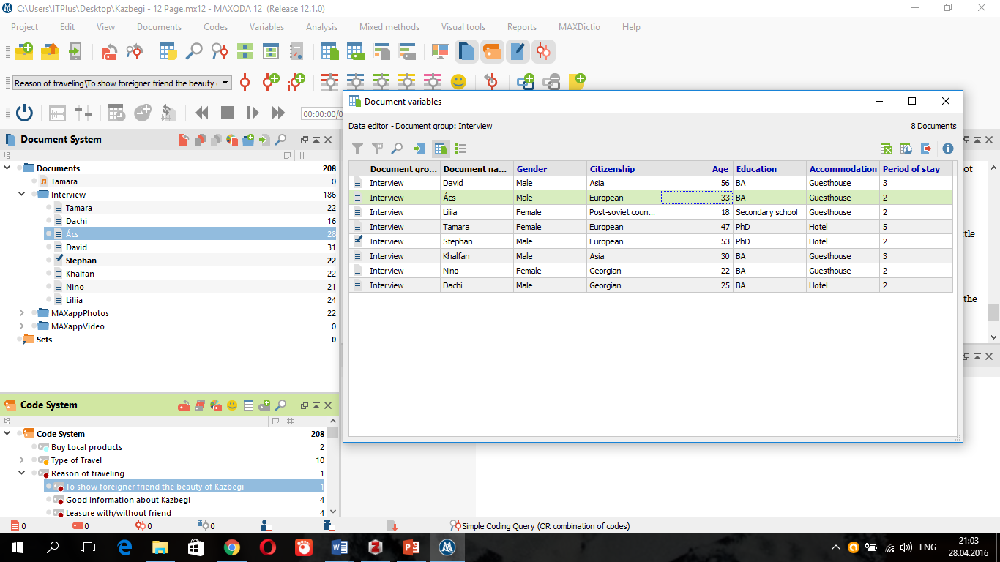 C:\Users\ITPlus\Desktop\Kazbegi - 12 Page.mx12 - MAXQDA 12 (Release 12.1.0)
Project Edit View Documents Codes Variables Analysis Mixed methods Visual tools Reports MAXDictio Help
Reason of traveling\To show foreigner friend the beauty
00:00:00/0
Document System
Documents 208
Tamara 0
Interview 186
Tamara 22
Dachi 16
Ács 28
David 31
Stephan 22
Khalfan 22
Nino 21
Liliia 24
MAXappPhotos 22
MAXappVideo 0
Sets 0
Code System
Code System 208
Buy Local products 2
Type of Travel 10
Reason of traveling 1
To show foreigner friend the beauty of Kazbegi 1
Good Information about Kazbegi 4
Leasure with/without friend 4
Document variables
Data editor - Document group: Interview 8 Documents
Document gro... Document na... Gender Citizenship Age Education Accommodation Period of stay
Interview David Male Asia 56 BA Guesthouse 3
Interview Ács Male European 33 BA Guesthouse 2
Interview Liliia Female Post-soviet coun... 18 Secondary school Guesthouse 2
Interview Tamara Female European 47 PhD Hotel 5
Interview Stephan Male European 53 PhD Hotel 2
Interview Khalfan Male Asia 30 BA Guesthouse 3
Interview Nino Female Georgian 22 BA Guesthouse 2
Interview Dachi Male Georgian 25 BA Hotel 2
ot
tle
the
0 0 0 0 Simple Coding Query (OR combination of codes)
ENG
21:03
28.04.2016